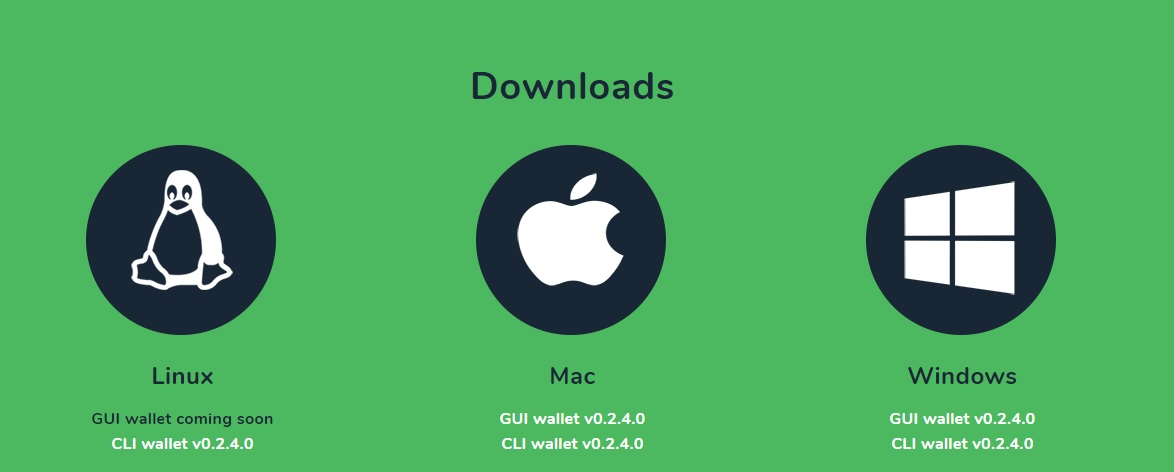 Downloads
Linux
Mac
Windows
GUI wallet coming soon
GUI wallet v0.2.4.0
GUI wallet v0.2.4.0
CLI wallet v0.2.4.0
CLI wallet v0.2.4.0
CLI wallet v0.2.4.0